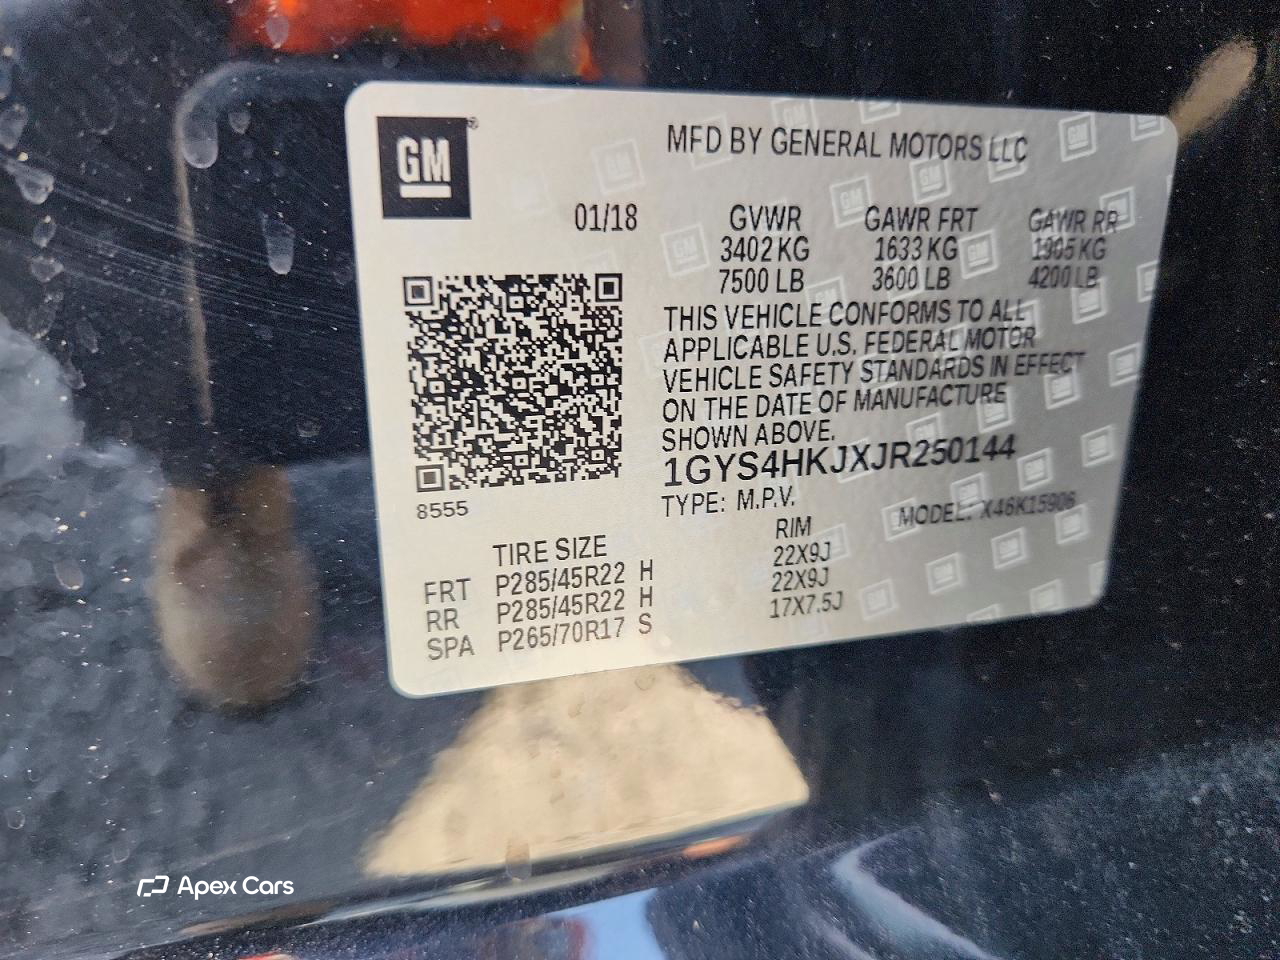 GM®
MFD BY GENERAL MOTORS LLC
01/18 GVWR GAWR FRT GAWR RR
3402 KG 1633 KG 1905 KG
7500 LB 3600 LB 4200 LB
THIS VEHICLE CONFORMS TO ALL
APPLICABLE U.S. FEDERAL MOTOR
VEHICLE SAFETY STANDARDS IN EFFECT
ON THE DATE OF MANUFACTURE
SHOWN ABOVE.
1GYS4HKJXJR250144
8555
TYPE: M.P.V. MODEL: X46K15906
TIRE SIZE RIM
FRT P285/45R22 H 22X9J
RR P285/45R22 H 22X9J
SPA P265/70R17 S 17X7.5J
Apex Cars